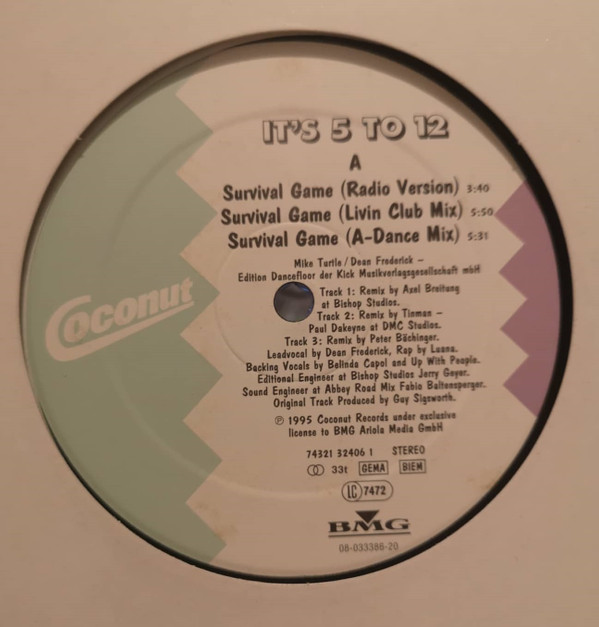 IT'S 5 TO 12
A
Survival Game (Radio Version) 3:40
Survival Game (Livin Club Mix) 5:50
Survival Game (A-Dance Mix) 5:31
Mike Turtle / Dean Frederick –
Edition Dancefloor der Kick Musikverlagsgesellschaft mbH
Track 1: Remix by Axel Breitung
at Bishop Studios.
Track 2: Remix by Tinman –
Paul Dakeyne at DMC Studios.
Track 3: Remix by Peter Bächinger.
Leadvocal by Dean Frederick, Rap by Luana.
Backing Vocals by Belinda Capol and Up With People.
Editional Engineer at Bishop Studios Jerry Geyer.
Sound Engineer at Abbey Road Mix Fabio Baltensperger.
Original Track Produced by Guy Sigsworth.
Coconut
℗ 1995 Coconut Records under exclusive
license to BMG Ariola Media GmbH
74321 32406 1 STEREO
33t GEMA BIEM
LC 7472
BMG
08-033386-20